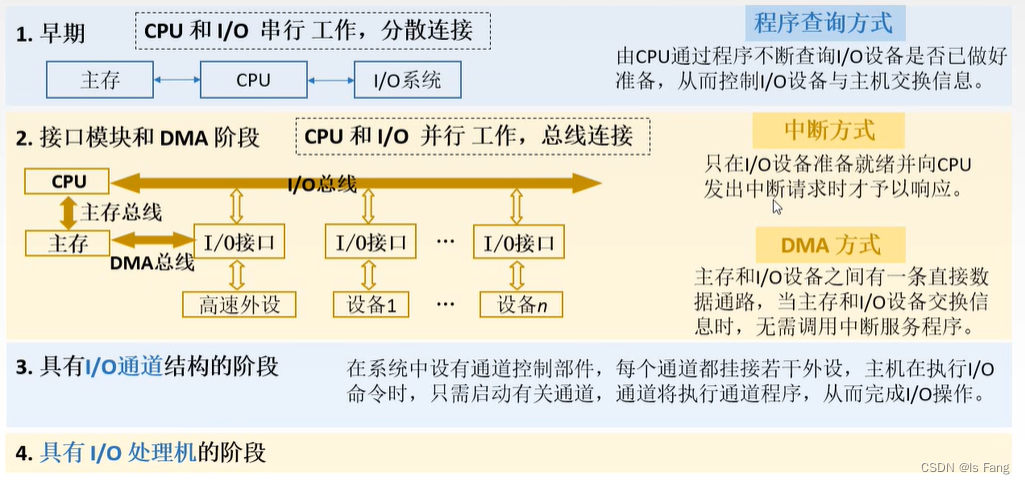 1. 早期
CPU 和 I/O 串行 工作，分散连接
程序查询方式
主存
CPU
I/O系统
由CPU通过程序不断查询I/O设备是否已做好
准备，从而控制I/O设备与主机交换信息。
2. 接口模块和 DMA 阶段
CPU 和 I/O 并行 工作，总线连接
中断方式
只在I/O设备准备就绪并向CPU
发出中断请求时才予以响应。
CPU
I/O总线
主存总线
主存
DMA总线
I/O接口
I/O接口
...
I/O接口
高速外设
设备1
...
设备n
DMA 方式
主存和I/O设备之间有一条直接数
据通路，当主存和I/O设备交换信
息时，无需调用中断服务程序。
3. 具有I/O通道结构的阶段
在系统中设有通道控制部件，每个通道都挂接若干外设，主机在执行I/O
命令时，只需启动有关通道，通道将执行通道程序，从而完成I/O操作。
4. 具有 I/O 处理机的阶段
CSDN @ls Fang